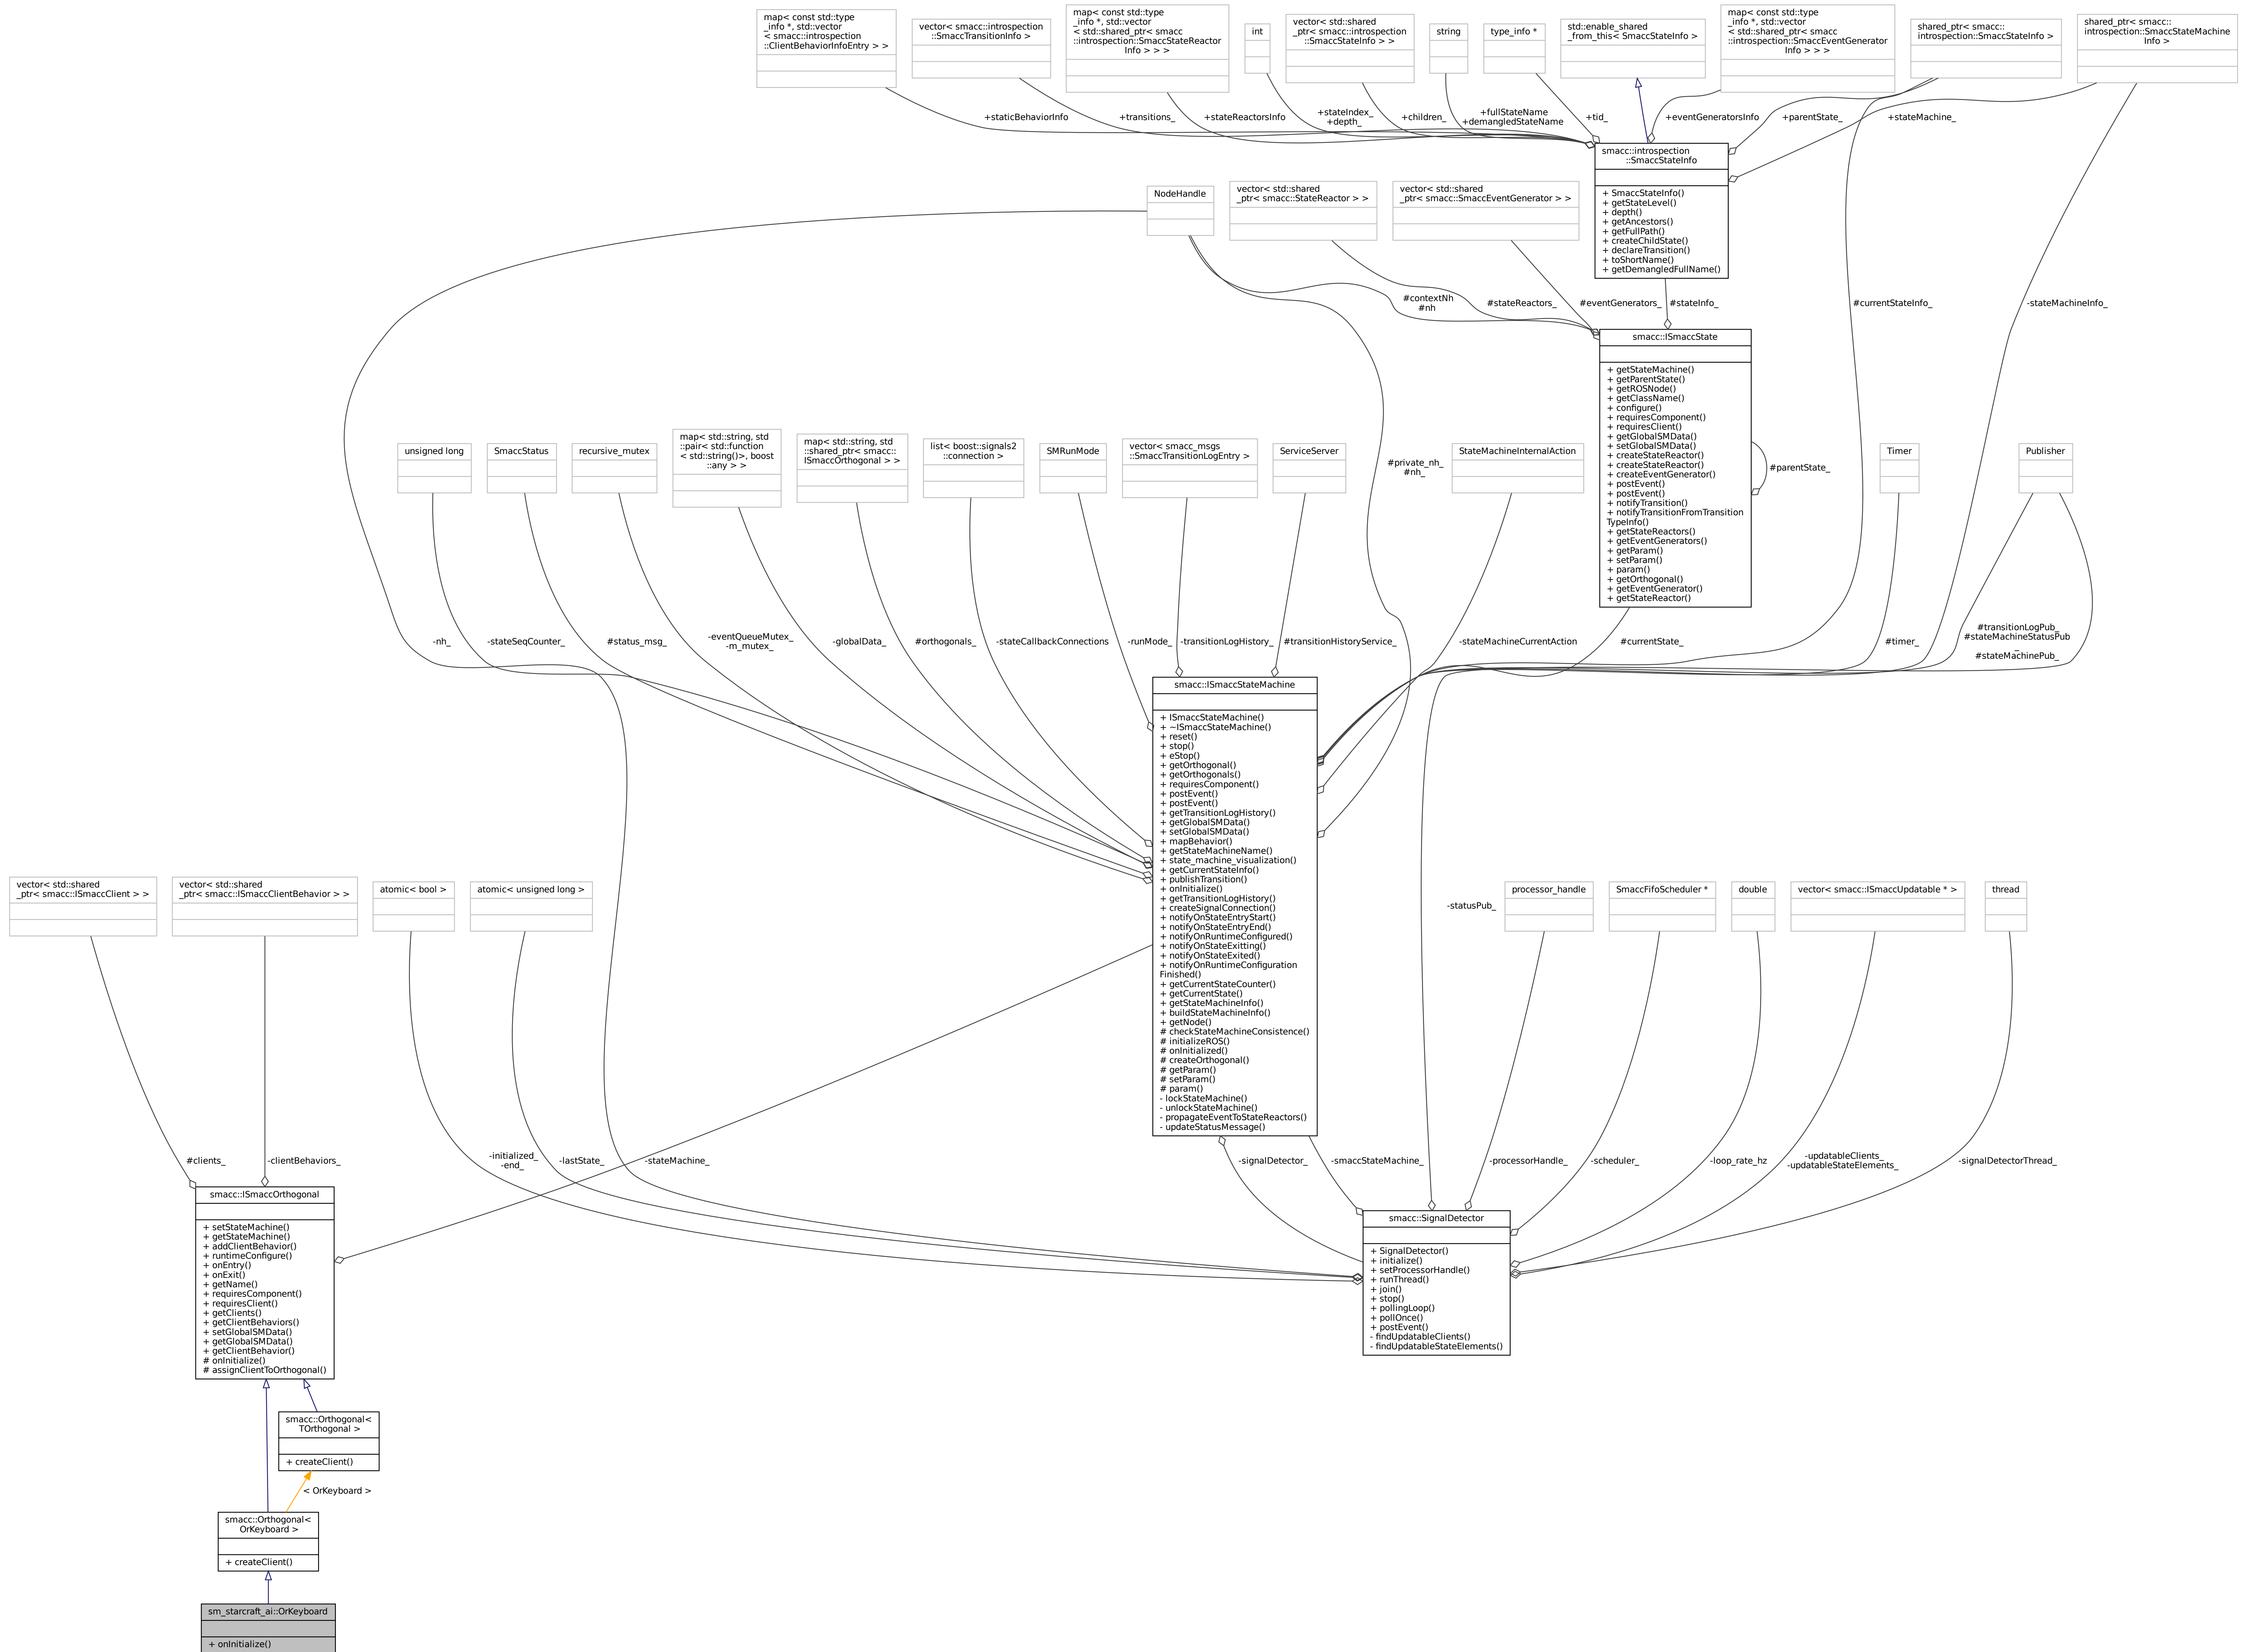 map< const std::type
_info *, std::vector
< smacc::introspection
::ClientBehaviorInfoEntry > >
vector< smacc::introspection
::SmaccTransitionInfo >
map< const std::type
_info *, std::vector
< std::shared_ptr< smacc
::introspection::SmaccStateReactor
Info > > >
int
vector< std::shared
_ptr< smacc::introspection
::SmaccStateInfo > >
string
type_info *
std::enable_shared
_from_this< SmaccStateInfo >
map< const std::type
_info *, std::vector
< std::shared_ptr< smacc
::introspection::SmaccEventGenerator
Info > > >
shared_ptr< smacc::
introspection::SmaccStateInfo >
shared_ptr< smacc::
introspection::SmaccStateMachine
Info >
+staticBehaviorInfo
+transitions_
+stateReactorsInfo
+stateIndex_
+depth_
+children_
+fullStateName
+demangledStateName
+tid_
+eventGeneratorsInfo
+parentState_
+stateMachine_
smacc::introspection
::SmaccStateInfo
+ SmaccStateInfo()
+ getStateLevel()
+ depth()
+ getAncestors()
+ getFullPath()
+ createChildState()
+ declareTransition()
+ toShortName()
+ getDemangledFullName()
NodeHandle
vector< std::shared
_ptr< smacc::StateReactor > >
vector< std::shared
_ptr< smacc::SmaccEventGenerator > >
#contextNh
#nh
#stateReactors_
#eventGenerators_
#stateInfo_
#currentStateInfo_
-stateMachineInfo_
smacc::ISmaccState
+ getStateMachine()
+ getParentState()
+ getROSNode()
+ getClassName()
+ configure()
+ requiresComponent()
+ requiresClient()
+ getGlobalSMData()
+ setGlobalSMData()
+ createStateReactor()
+ createStateReactor()
+ createEventGenerator()
+ postEvent()
+ postEvent()
+ notifyTransition()
+ notifyTransitionFromTransition
TypeInfo()
+ getStateReactors()
+ getEventGenerators()
+ getParam()
+ setParam()
+ param()
+ getOrthogonal()
+ getEventGenerator()
+ getStateReactor()
#parentState_
unsigned long
SmaccStatus
recursive_mutex
map< std::string, std
::pair< std::function
< std::string()>, boost
::any > >
map< std::string, std
::shared_ptr< smacc::
ISmaccOrthogonal > >
list< boost::signals2
::connection >
SMRunMode
vector< smacc_msgs
::SmaccTransitionLogEntry >
ServiceServer
#private_nh_
#nh_
StateMachineInternalAction
Timer
Publisher
-nh_
-stateSeqCounter_
#status_msg_
-eventQueueMutex_
-m_mutex_
-globalData_
#orthogonals_
-stateCallbackConnections
-runMode_
-transitionLogHistory_
#transitionHistoryService_
-stateMachineCurrentAction
#currentState_
#timer_
#transitionLogPub_
#stateMachineStatusPub
_
#stateMachinePub_
smacc::ISmaccStateMachine
+ ISmaccStateMachine()
+ ~ISmaccStateMachine()
+ reset()
+ stop()
+ eStop()
+ getOrthogonal()
+ getOrthogonals()
+ requiresComponent()
+ postEvent()
+ postEvent()
+ getTransitionLogHistory()
+ getGlobalSMData()
+ setGlobalSMData()
+ mapBehavior()
+ getStateMachineName()
+ state_machine_visualization()
+ getCurrentStateInfo()
+ publishTransition()
+ onInitialize()
+ getTransitionLogHistory()
+ createSignalConnection()
+ notifyOnStateEntryStart()
+ notifyOnStateEntryEnd()
+ notifyOnRuntimeConfigured()
+ notifyOnStateExitting()
+ notifyOnStateExited()
+ notifyOnRuntimeConfiguration
Finished()
+ getCurrentStateCounter()
+ getCurrentState()
+ getStateMachineInfo()
+ buildStateMachineInfo()
+ getNode()
# checkStateMachineConsistence()
# initializeROS()
# onInitialized()
# createOrthogonal()
# getParam()
# setParam()
# param()
- lockStateMachine()
- unlockStateMachine()
- propagateEventToStateReactors()
- updateStatusMessage()
vector< std::shared
_ptr< smacc::ISmaccClient > >
vector< std::shared
_ptr< smacc::ISmaccClientBehavior > >
atomic< bool >
atomic< unsigned long >
-statusPub_
processor_handle
SmaccFifoScheduler *
double
vector< smacc::ISmaccUpdatable * >
thread
#clients_
-clientBehaviors_
-initialized_
-end_
-lastState_
-stateMachine_
-signalDetector_
-smaccStateMachine_
-processorHandle_
-scheduler_
-loop_rate_hz
-updatableClients_
-updatableStateElements_
-signalDetectorThread_
smacc::ISmaccOrthogonal
+ setStateMachine()
+ getStateMachine()
+ addClientBehavior()
+ runtimeConfigure()
+ onEntry()
+ onExit()
+ getName()
+ requiresComponent()
+ requiresClient()
+ getClients()
+ getClientBehaviors()
+ setGlobalSMData()
+ getGlobalSMData()
+ getClientBehavior()
# onInitialize()
# assignClientToOrthogonal()
smacc::SignalDetector
+ SignalDetector()
+ initialize()
+ setProcessorHandle()
+ runThread()
+ join()
+ stop()
+ pollingLoop()
+ pollOnce()
+ postEvent()
- findUpdatableClients()
- findUpdatableStateElements()
smacc::Orthogonal<
TOrthogonal >
+ createClient()
< OrKeyboard >
smacc::Orthogonal<
OrKeyboard >
+ createClient()
sm_starcraft_ai::OrKeyboard
+ onInitialize()